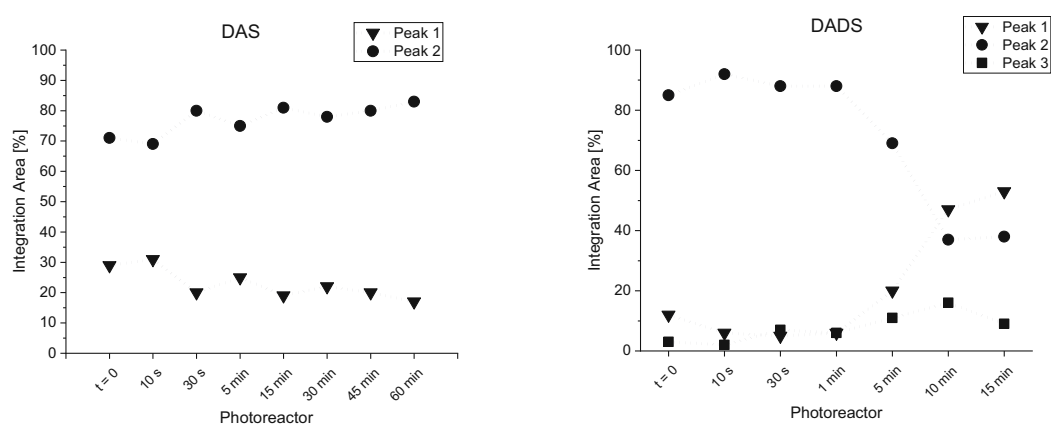 DAS
Peak 1
Peak 2
100
90
80
70
60
50
40
30
20
10
0
Integration Area [%]
t = 0
10 s
30 s
5 min
15 min
30 min
45 min
60 min
Photoreactor
DADS
Peak 1
Peak 2
Peak 3
100
80
60
40
20
0
Integration Area [%]
t = 0
10 s
30 s
1 min
5 min
10 min
15 min
Photoreactor